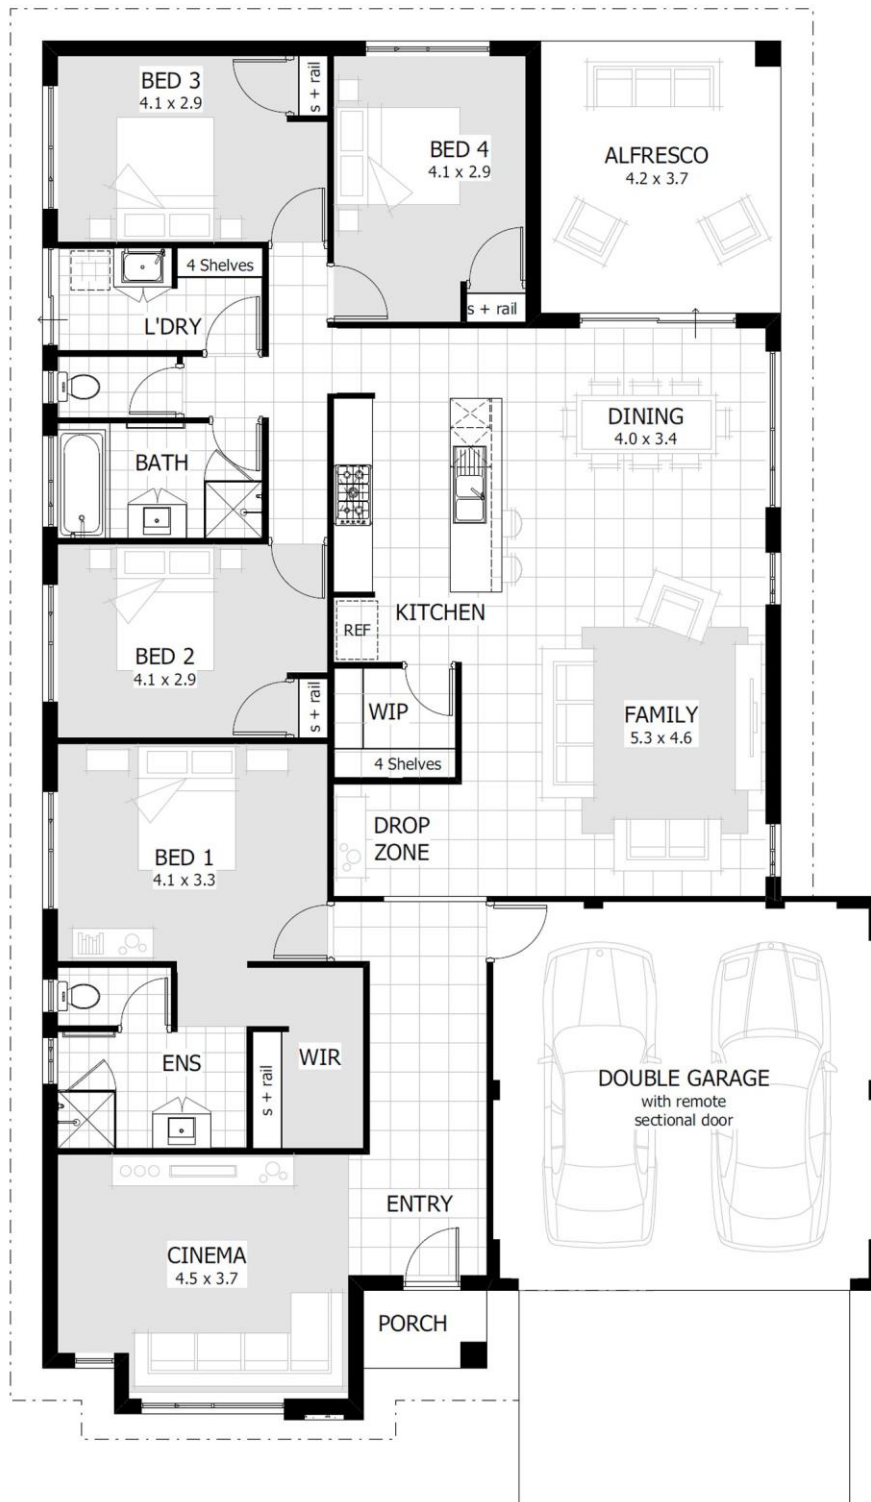 BED 3
4.1 x 2.9
s + rail
BED 4
4.1 x 2.9
s + rail
ALFRESCO
4.2 x 3.7
4 Shelves
L'DRY
BATH
DINING
4.0 x 3.4
KITCHEN
REF
BED 2
4.1 x 2.9
s + rail
WIP
4 Shelves
FAMILY
5.3 x 4.6
DROP
ZONE
BED 1
4.1 x 3.3
ENS
s + rail
WIR
DOUBLE GARAGE
with remote
sectional door
ENTRY
CINEMA
4.5 x 3.7
PORCH